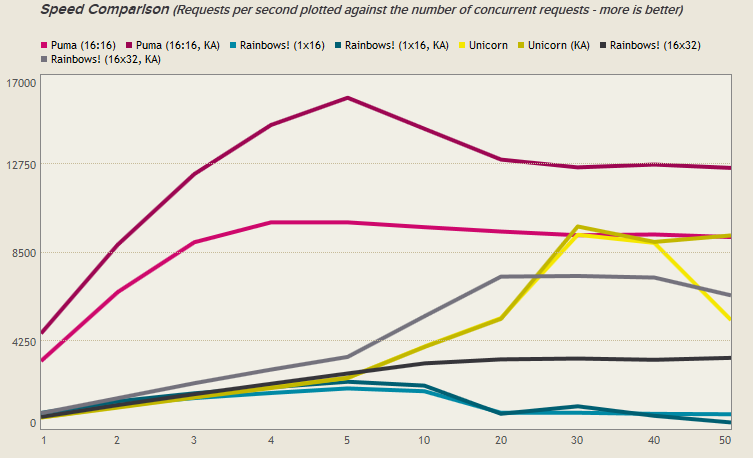 Speed Comparison (Requests per second plotted against the number of concurrent requests - more is better)
Puma (16:16) Puma (16:16, KA) Rainbows! (1x16) Rainbows! (1x16, KA) Unicorn Unicorn (KA) Rainbows! (16x32)
Rainbows! (16x32, KA)
17000
12750
8500
4250
0
1 2 3 4 5 10 20 30 40 50